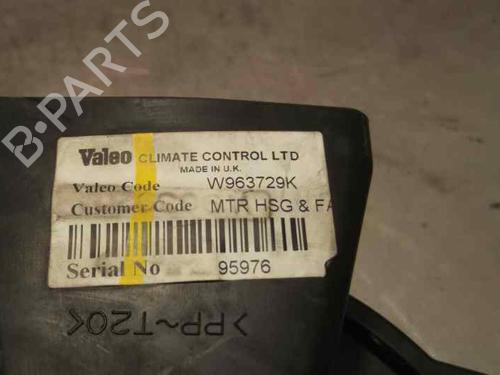 Valeo CLIMATE CONTROL LTD
MADE IN U.K.
Valeo Code W963729K
Customer Code MTR HSG & FA
Serial No 95976
>PP~T20<
B-PARTS